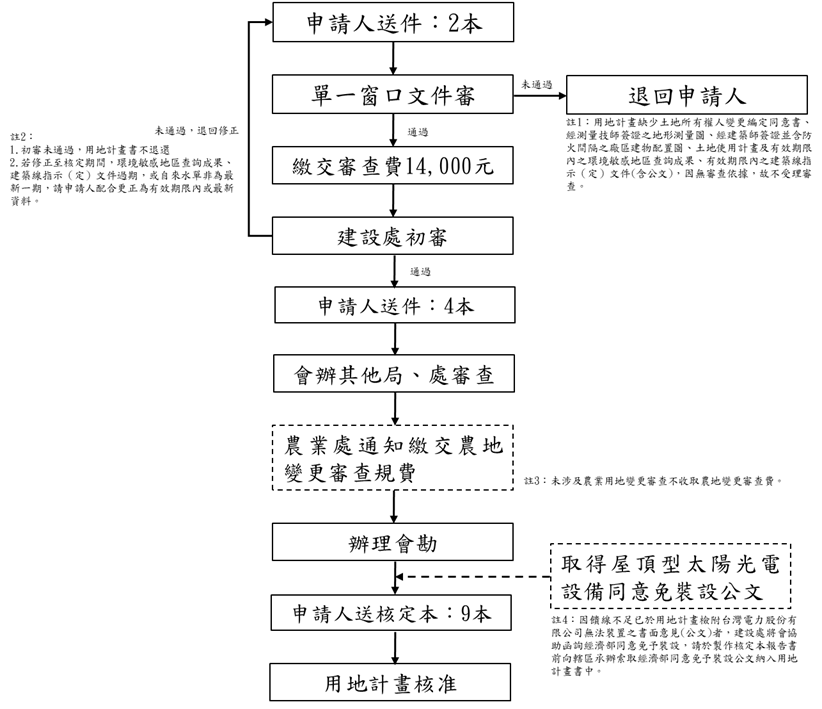 申請人送件：2本
單一窗口文件審
未通過
退回申請人
註1：用地計畫缺少土地所有權人變更編定同意書、
經測量技師簽證之地形測量圖、經建築師簽證並含防
火間隔之廠區建物配置圖、土地使用計畫及有效期限
內之環境敏感地區查詢成果、有效期限內之建築線指
示（定）文件(含公文)，因無審查依據，故不受理審
查。
通過
未通過，退回修正
註2：
1.初審未通過，用地計畫書不退還
2.若修正至核定期間，環境敏感地區查詢成果、
建築線指示（定）文件過期，或自來水單非為最
新一期，請申請人配合更正為有效期限內或最新
資料。
繳交審查費14,000元
建設處初審
通過
申請人送件：4本
會辦其他局、處審查
農業處通知繳交農地
變更審查規費
註3：未涉及農業用地變更審查不收取農地變更審查費。
辦理會勘
取得屋頂型太陽光電
設備同意免裝設公文
申請人送核定本：9本
註4：因饋線不足已於用地計畫檢附台灣電力股份有
限公司無法裝置之書面意見(公文)者，建設處將會協
助函詢經濟部同意免予裝設，請於製作核定本報告書
前向轄區承辦索取經濟部同意免予裝設公文納入用地
計畫書中。
用地計畫核准